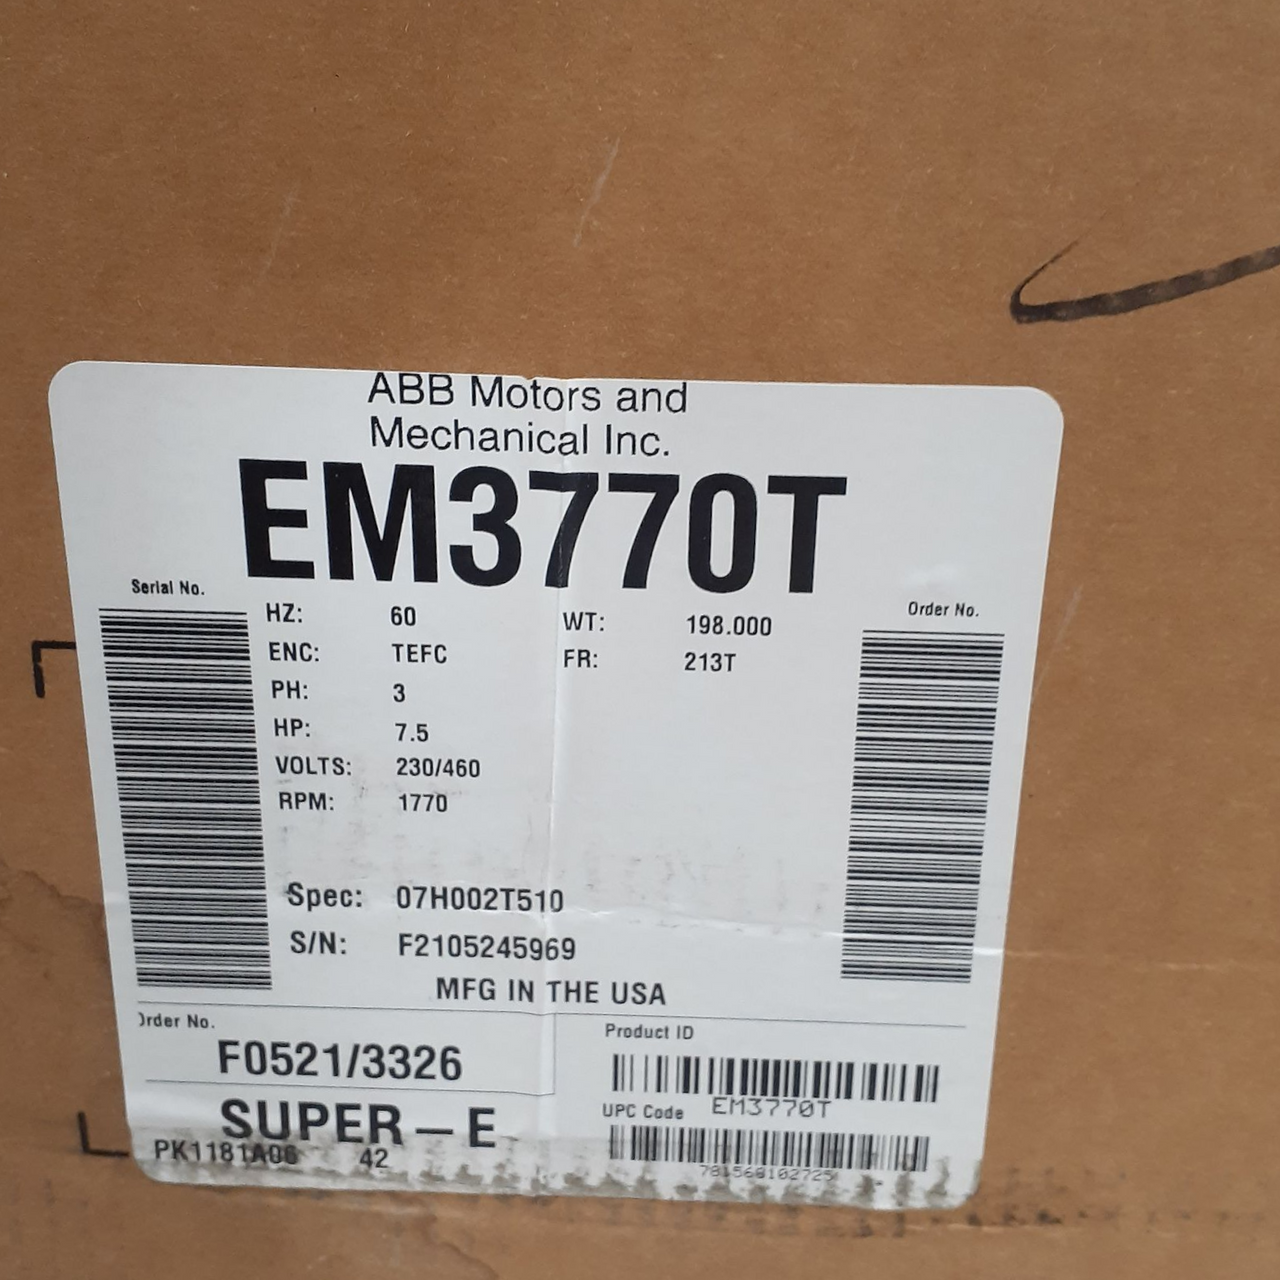 ABB Motors and
Mechanical Inc.
EM3770T
Serial No.
Order No.
HZ: 60 WT: 198.000
ENC: TEFC FR: 213T
PH: 3
HP: 7.5
VOLTS: 230/460
RPM: 1770
Spec: 07H002T510
S/N: F2105245969
MFG IN THE USA
Order No.
F0521/3326
Product ID
EM3770T
SUPER – E
UPC Code
PK1181A06 42
781568102725